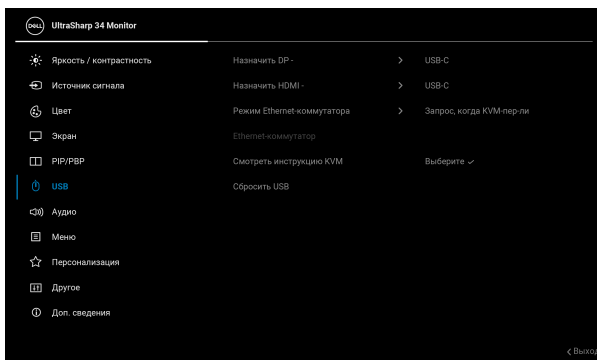 DELL UltraSharp 34 Monitor
Яркость / контрастность Назначить DP - USB-C
Источник сигнала Назначить HDMI - USB-C
Цвет Режим Ethernet-коммутатора Запрос, когда KVM-пер-ли
Экран Ethernet-коммутатор
PIP/PBP Смотреть инструкцию KVM Выберите ✓
USB Сбросить USB
Аудио
Меню
Персонализация
Другое
Доп. сведения
Выход